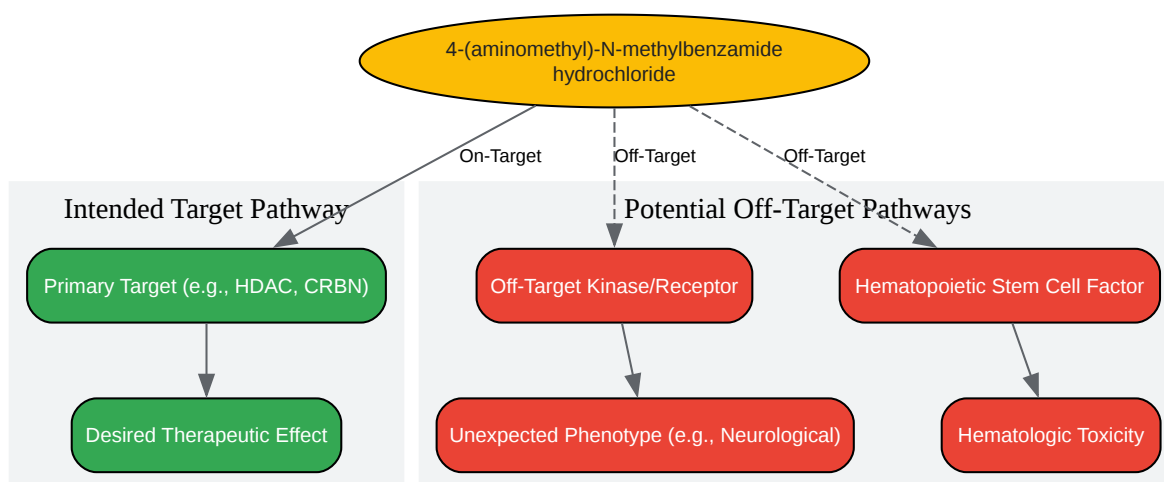 4-(aminomethyl)-N-methylbenzamide
hydrochloride
On-Target
Off-Target
Off-Target
Intended Target Pathway
Potential Off-Target Pathways
Primary Target (e.g., HDAC, CRBN)
Off-Target Kinase/Receptor
Hematopoietic Stem Cell Factor
Desired Therapeutic Effect
Unexpected Phenotype (e.g., Neurological)
Hematologic Toxicity